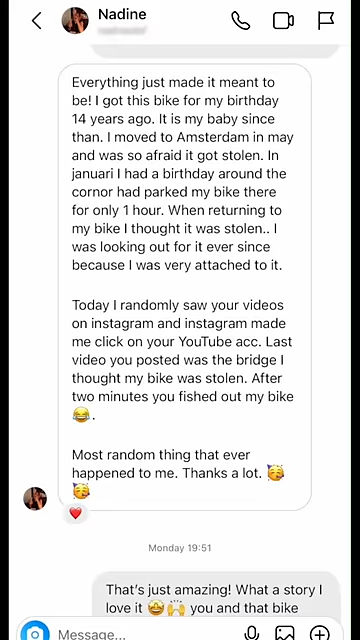 Nadine
Everything just made it meant to
be! I got this bike for my birthday
14 years ago. It is my baby since
than. I moved to Amsterdam in may
and was so afraid it got stolen. In
januari I had a birthday around the
cornor had parked my bike there
for only 1 hour. When returning to
my bike I thought it was stolen.. I
was looking out for it ever since
because I was very attached to it.
Today I randomly saw your videos
on instagram and instagram made
me click on your YouTube acc. Last
video you posted was the bridge I
thought my bike was stolen. After
two minutes you fished out my bike
😂.
Most random thing that ever
happened to me. Thanks a lot. 🥳
🥳
❤️
Monday 19:51
That's just amazing! What a story I
love it 🤩🙌 you and that bike
Message...